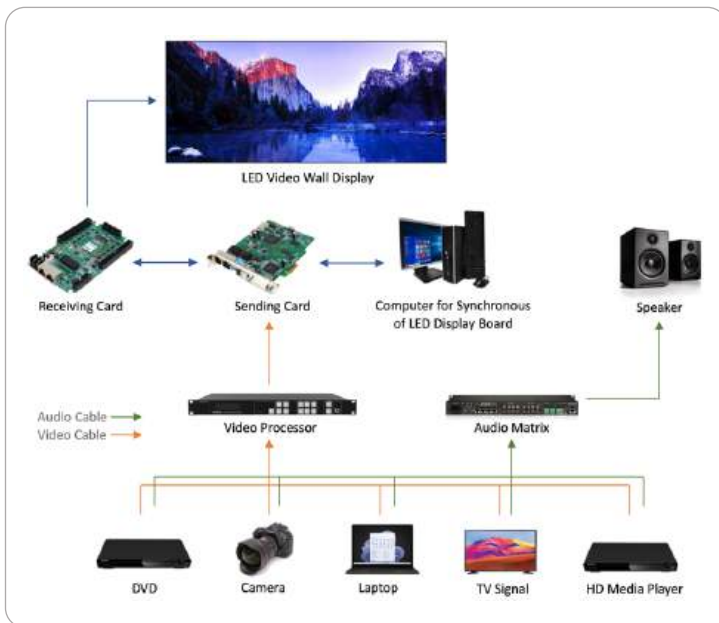 LED Video Wall Display
Receiving Card
Sending Card
Computer for Synchronous
of LED Display Board
Speaker
Audio Cable
Video Cable
Video Processor
Audio Matrix
DVD
Camera
Laptop
TV Signal
HD Media Player